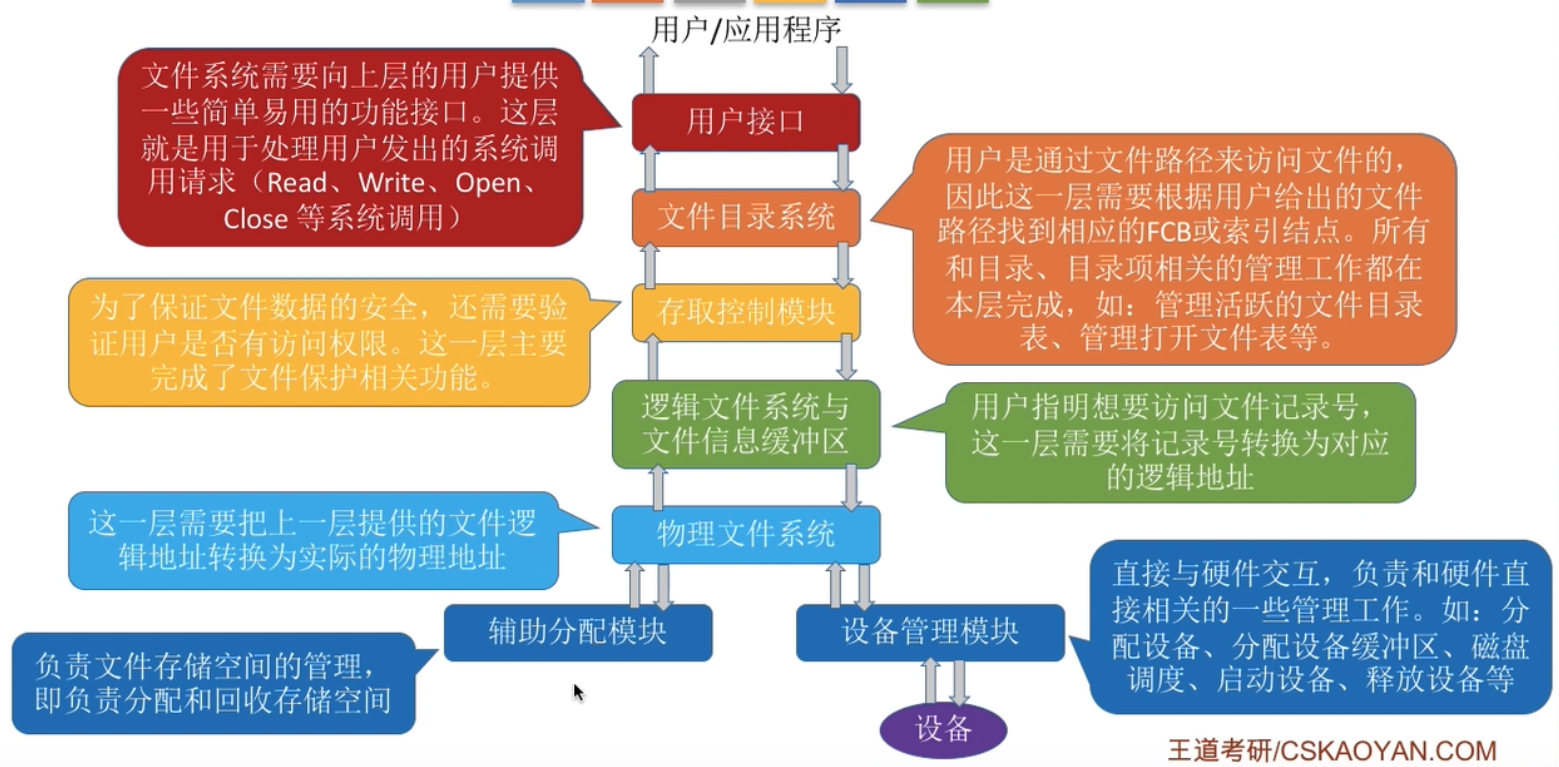 用户/应用程序
文件系统需要向上层的用户提供
一些简单易用的功能接口。这层
就是用于处理用户发出的系统调
用请求（Read、Write、Open、
Close 等系统调用）
用户接口
用户是通过文件路径来访问文件的，
因此这一层需要根据用户给出的文件
路径找到相应的FCB或索引结点。所有
和目录、目录项相关的管理工作都在
本层完成，如：管理活跃的文件目录
表、管理打开文件表等。
文件目录系统
为了保证文件数据的安全，还需要验
证用户是否有访问权限。这一层主要
完成了文件保护相关功能。
存取控制模块
逻辑文件系统与
文件信息缓冲区
用户指明想要访问文件记录号，
这一层需要将记录号转换为对应
的逻辑地址
这一层需要把上一层提供的文件逻
辑地址转换为实际的物理地址
物理文件系统
直接与硬件交互，负责和硬件直
接相关的一些管理工作。如：分
配设备、分配设备缓冲区、磁盘
调度、启动设备、释放设备等
辅助分配模块
设备管理模块
负责文件存储空间的管理，
即负责分配和回收存储空间
设备
王道考研/CSKAOYAN.COM